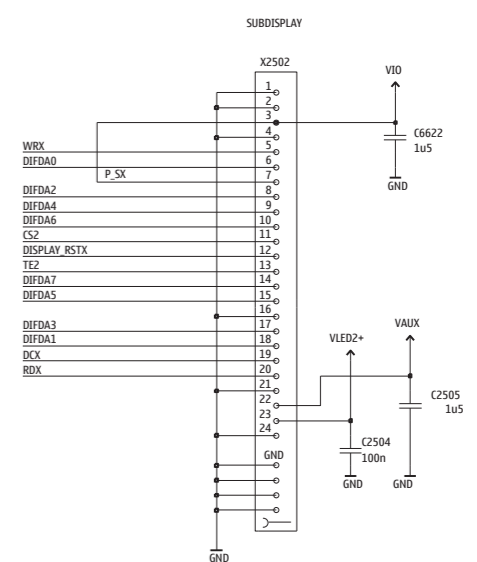 SUBDISPLAY
X2502
VIO
1
2
3
4
C6622
1u5
WRX
5
DIFDA0
6
P_SX
7
GND
DIFDA2
8
DIFDA4
9
DIFDA6
10
CS2
11
DISPLAY_RSTX
12
TE2
13
DIFDA7
14
DIFDA5
15
16
DIFDA3
17
VAUX
DIFDA1
18
VLED2+
DCX
19
RDX
20
21
22
C2505
1u5
23
24
C2504
100n
GND
GND
GND
GND